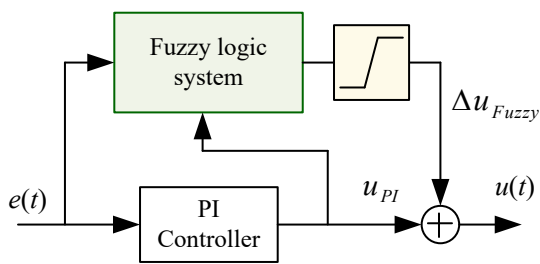 Fuzzy logic
system
Δu_Fuzzy
e(t)
PI
Controller
u_PI
u(t)